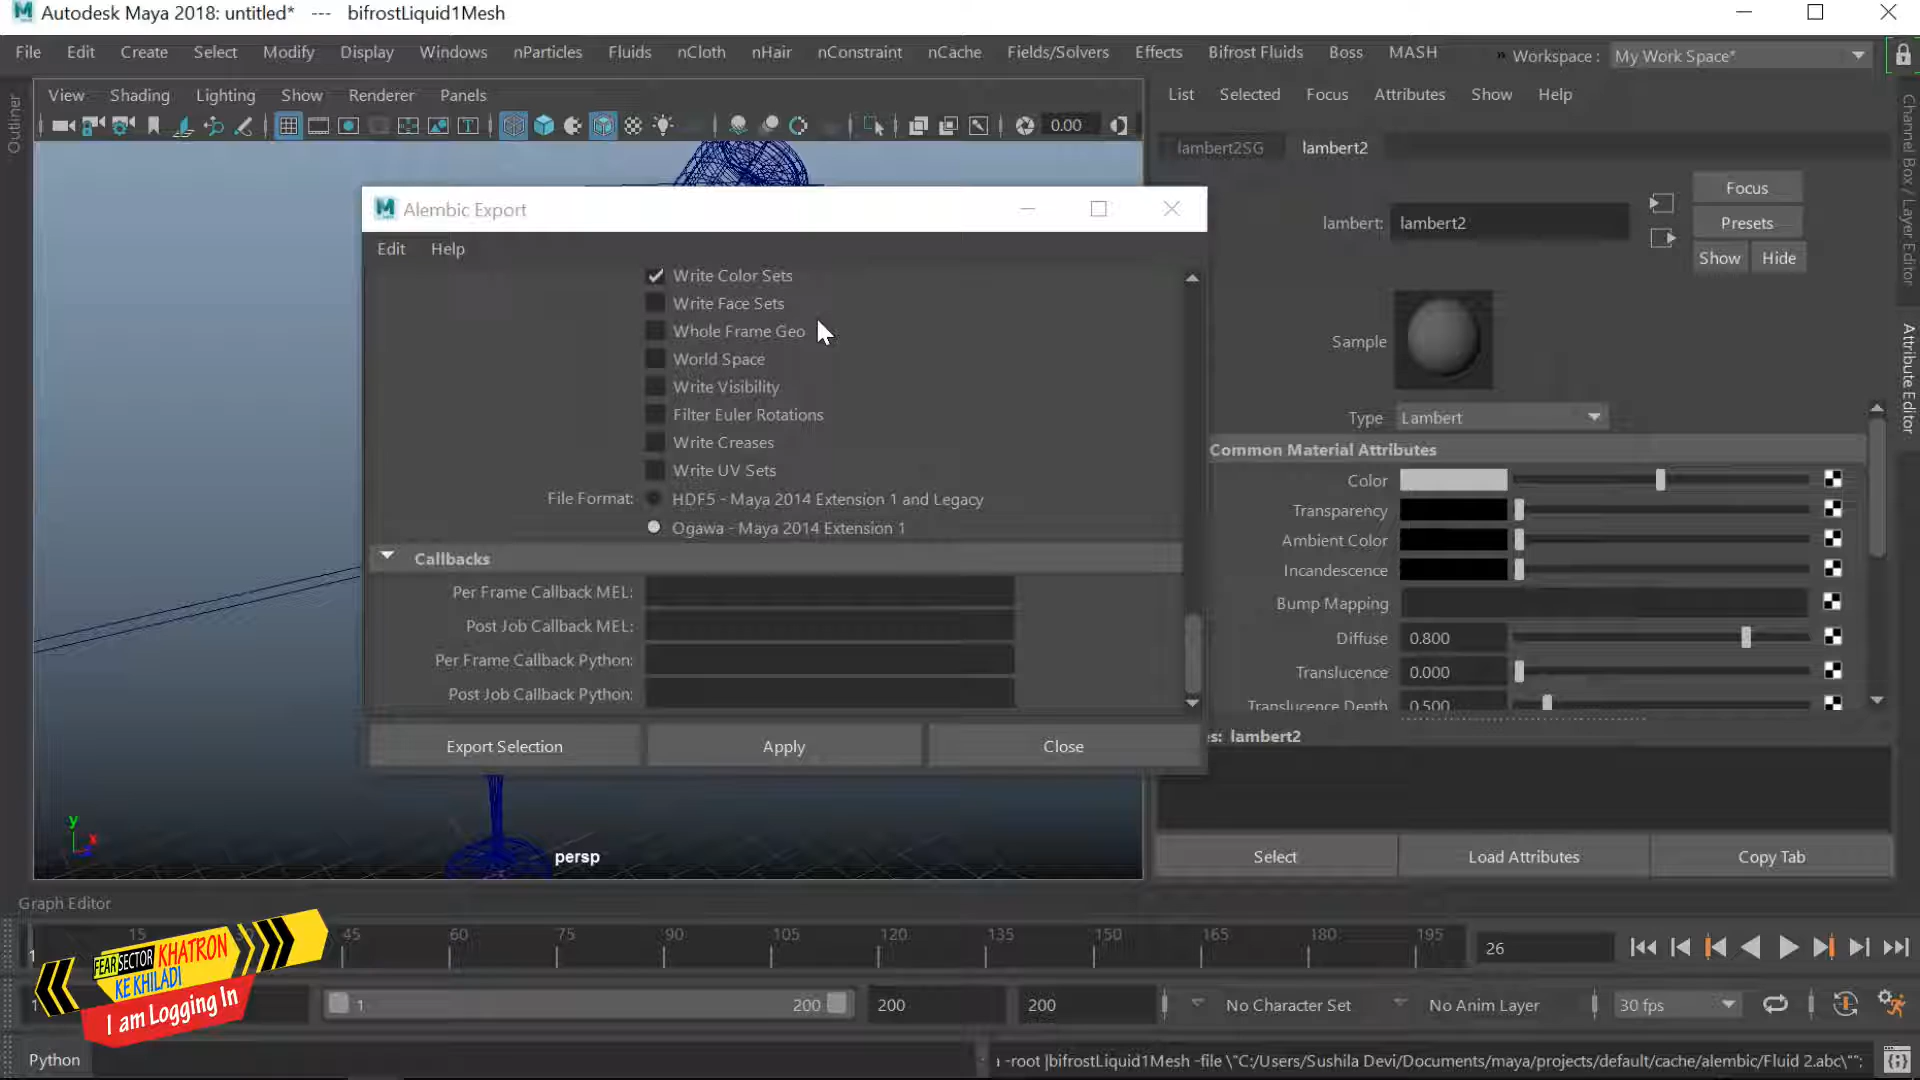 Autodesk Maya 2018: untitled* --- bifrostLiquid1Mesh
File Edit Create Select Modify Display Windows nParticles Fluids nCloth nHair nConstraint nCache Fields/Solvers Effects Bifrost Fluids Boss MASH » Workspace : My Work Space*
View Shading Lighting Show Renderer Panels
0.00
Outliner
List Selected Focus Attributes Show Help
lambert2SG lambert2
lambert: lambert2
Focus
Presets
Show Hide
Sample
Type Lambert
Common Material Attributes
Color
Transparency
Ambient Color
Incandescence
Bump Mapping
Diffuse 0.800
Translucence 0.000
Translucence Depth 0.500
s: lambert2
Select Load Attributes Copy Tab
Channel Box / Layer Editor
Attribute Editor
Alembic Export
Edit Help
Write Color Sets
Write Face Sets
Whole Frame Geo
World Space
Write Visibility
Filter Euler Rotations
Write Creases
Write UV Sets
File Format: HDF5 - Maya 2014 Extension 1 and Legacy
Ogawa - Maya 2014 Extension 1
Callbacks
Per Frame Callback MEL:
Post Job Callback MEL:
Per Frame Callback Python:
Post Job Callback Python:
Export Selection Apply Close
y
x
persp
Graph Editor
1 15 45 60 75 90 105 120 135 150 165 180 195 26
1 1 200 200 200 No Character Set No Anim Layer 30 fps
FEAR SECTOR KHATRON
KE KHILADI
I am Logging In
Python
-root |bifrostLiquid1Mesh -file \"C:/Users/Sushila Devi/Documents/maya/projects/default/cache/alembic/Fluid 2.abc\"";